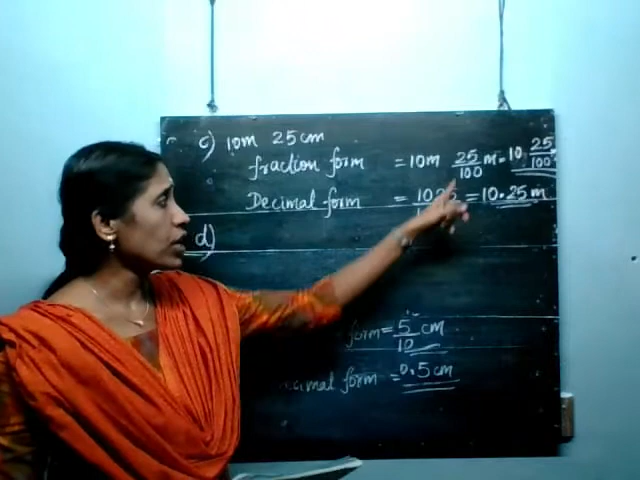 c) 10m 25cm
fraction form = 10m 25/100 m = 10 25/100
Decimal form = 1025 = 10.25 m
d)
form = 5/10 cm
Decimal form = 0.5 cm